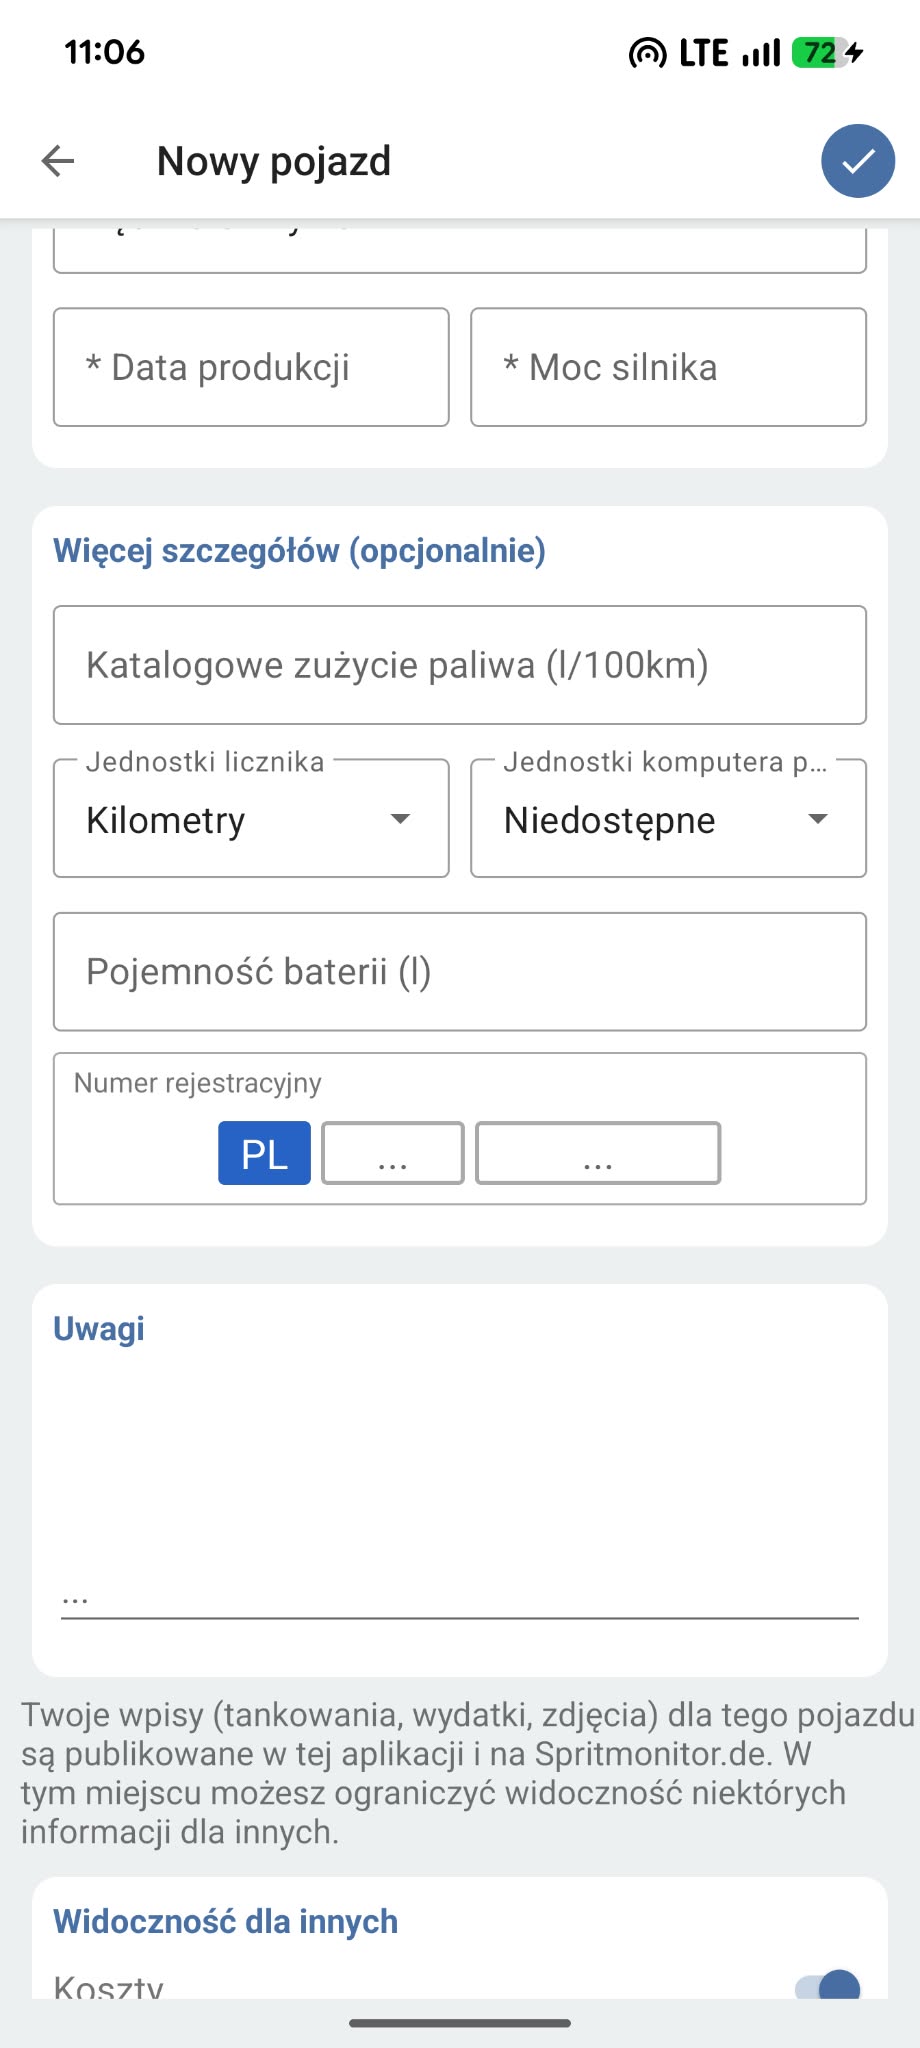 11:06
LTE 72
Nowy pojazd
* Data produkcji
* Moc silnika
Więcej szczegółów (opcjonalnie)
Katalogowe zużycie paliwa (l/100km)
Jednostki licznika
Kilometry
Jednostki komputera p...
Niedostępne
Pojemność baterii (l)
Numer rejestracyjny
PL ... ...
Uwagi
...
Twoje wpisy (tankowania, wydatki, zdjęcia) dla tego pojazdu
są publikowane w tej aplikacji i na Spritmonitor.de. W
tym miejscu możesz ograniczyć widoczność niektórych
informacji dla innych.
Widoczność dla innych
Koszty